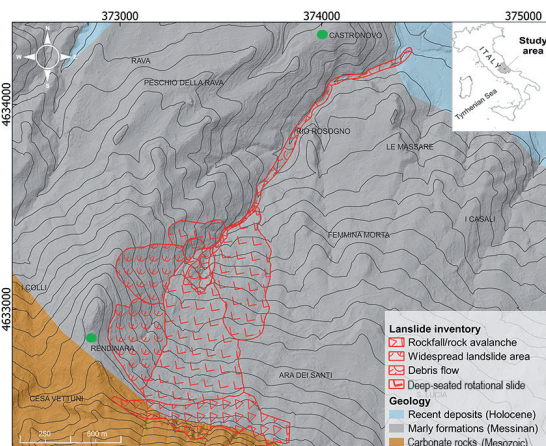 373000
374000
375000
CASTRONOVO
Study
area
ITALY
Tyrrhenian Sea
N
W
E
S
RAVA
PESCHIO DELLA RAVA
4634000
RIO ROSOGNO
LE MASSARE
I CASALI
FEMMINA MORTA
I COLLI
4633000
RENDINARA
ARA DEI SANTI
CESA VETTUNI
LUCIA
250
500 m
Lanslide inventory
Rockfall/rock avalanche
Widespread landslide area
Debris flow
Deep-seated rotational slide
Geology
Recent deposits (Holocene)
Marly formations (Messinan)
Carbonate rocks (Mesozoic)